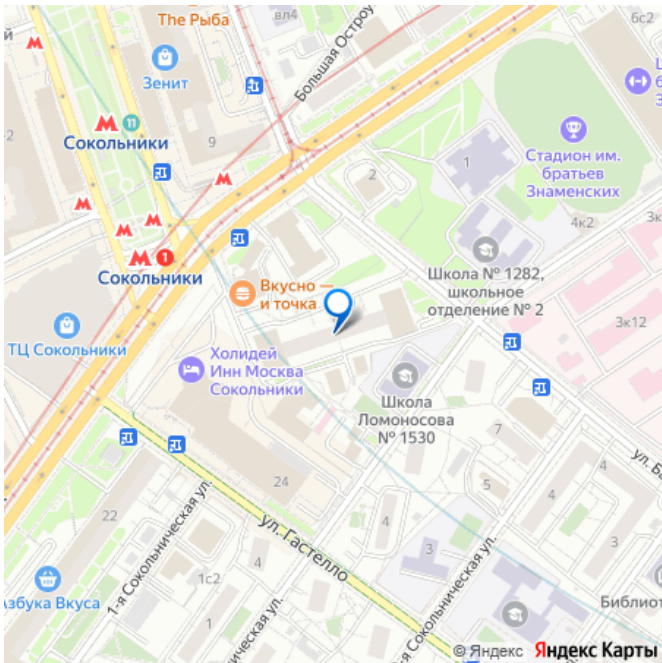 The Рыба
вл4
6с2
Зенит
Большая Остроу
11
Сокольники
9
1
Стадион им.
братьев
Знаменских
2
4к2
1
Сокольники
Школа № 1282,
школьное
отделение № 2
Вкусно —
и точка
3к12
ТЦ Сокольники
Холидей
Инн Москва
Сокольники
Школа
Ломоносова
№ 1530
7
24
5
22
ул. Гастелло
4
4
3
1-я Сокольническая ул.
1с2
4
Азбука Вкуса
Библиот
4
3
-я Сокольническая ул.
ническая ул.
© Яндекс Яндекс Карты